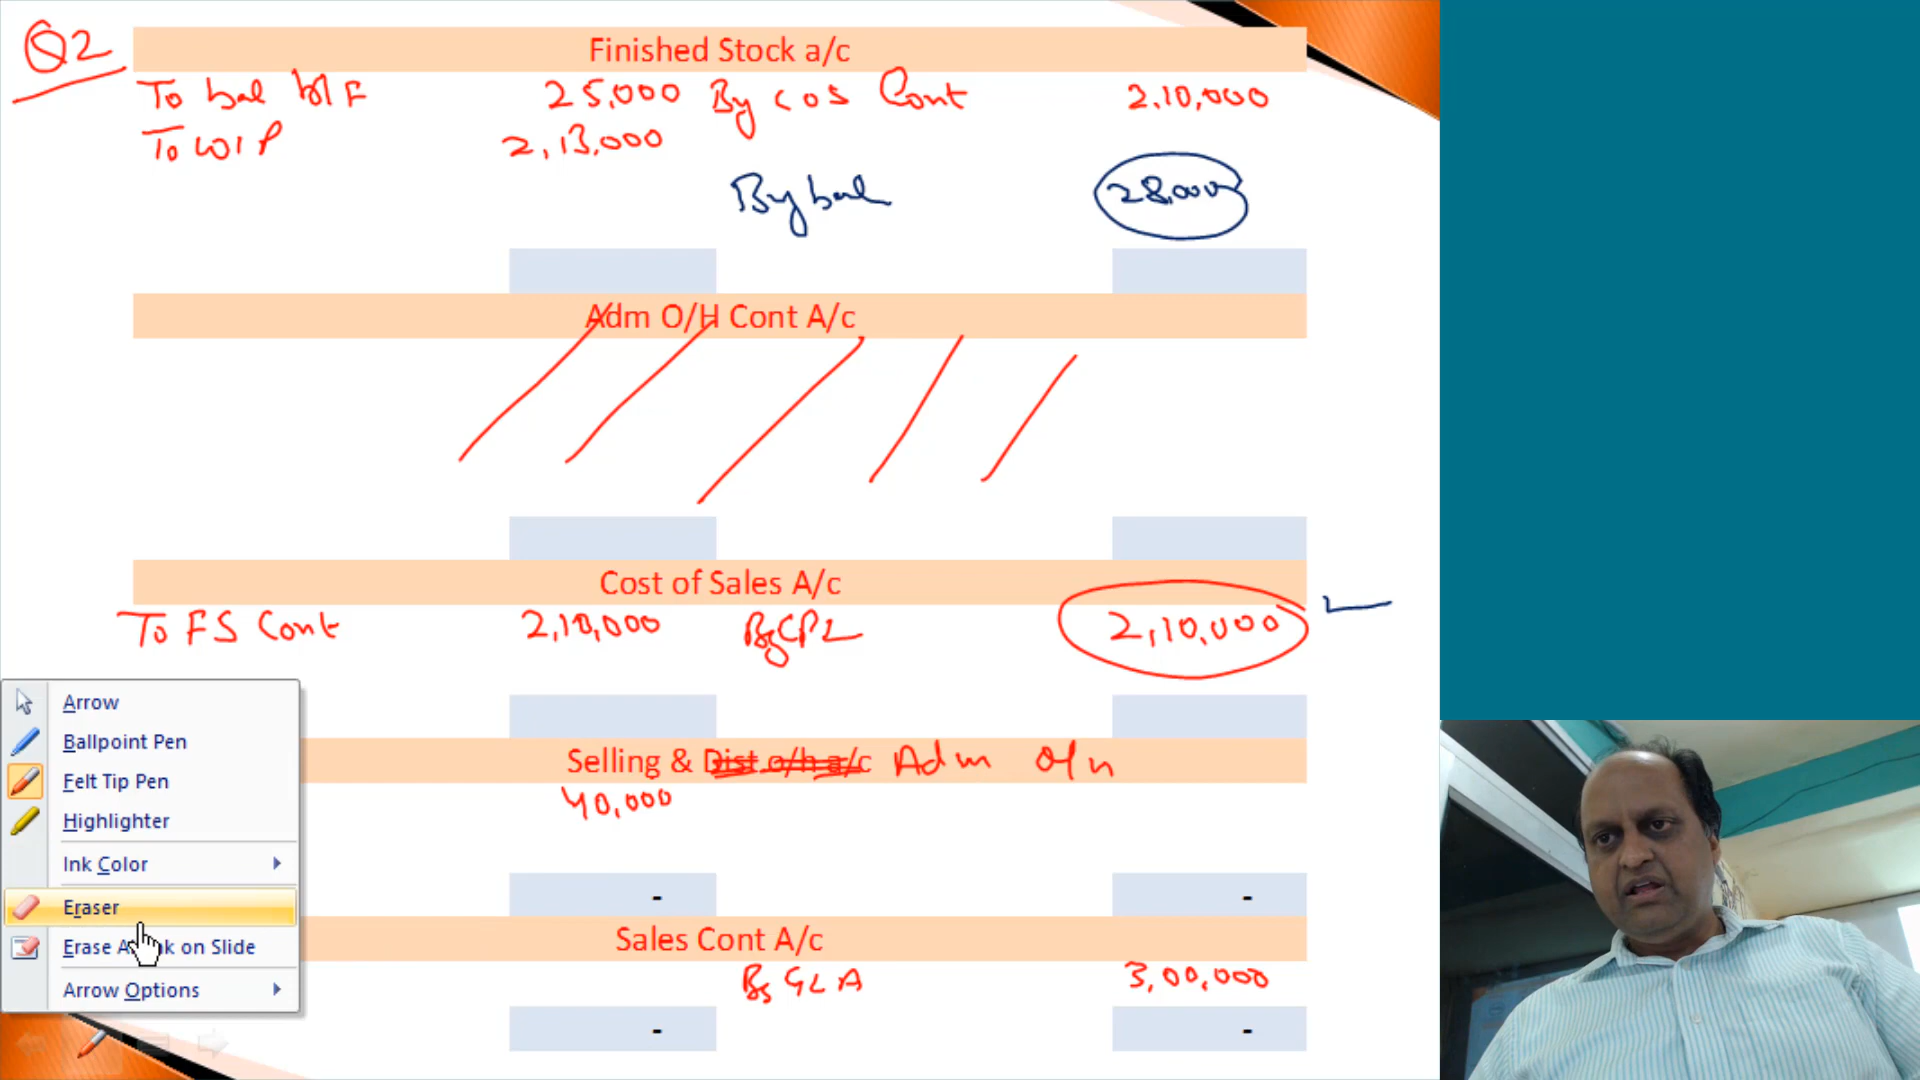 Q2
Finished Stock a/c
To bal b/F 25,000 By COS Cont 2,10,000
To WIP 2,13,000
By bal 28,000
Adm O/H Cont A/c
Cost of Sales A/c
To FS Cont 2,10,000 By CPL 2,10,000
Selling & Dist o/h a/c Adm O/h
40,000
- -
Sales Cont A/c
By GLA 3,00,000
- -
Arrow
Ballpoint Pen
Felt Tip Pen
Highlighter
Ink Color
Eraser
Erase on Slide
Arrow Options